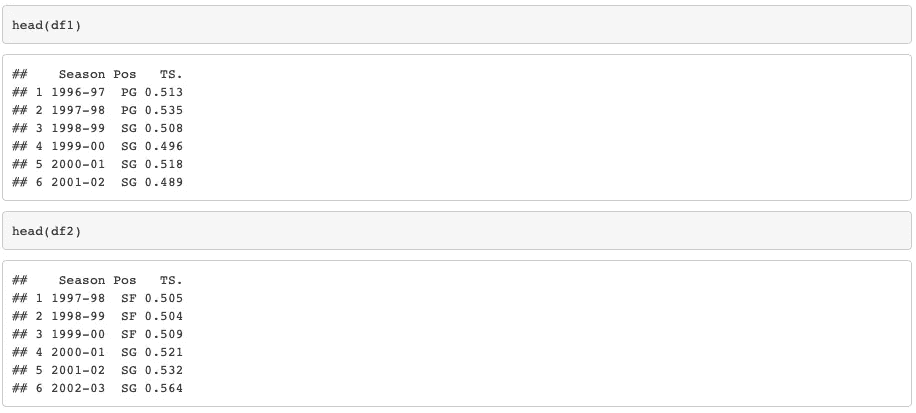 head(df1)
##    Season Pos   TS.
## 1 1996-97  PG 0.513
## 2 1997-98  PG 0.535
## 3 1998-99  SG 0.508
## 4 1999-00  SG 0.496
## 5 2000-01  SG 0.518
## 6 2001-02  SG 0.489
head(df2)
##    Season Pos   TS.
## 1 1997-98  SF 0.505
## 2 1998-99  SF 0.504
## 3 1999-00  SF 0.509
## 4 2000-01  SG 0.521
## 5 2001-02  SG 0.532
## 6 2002-03  SG 0.564